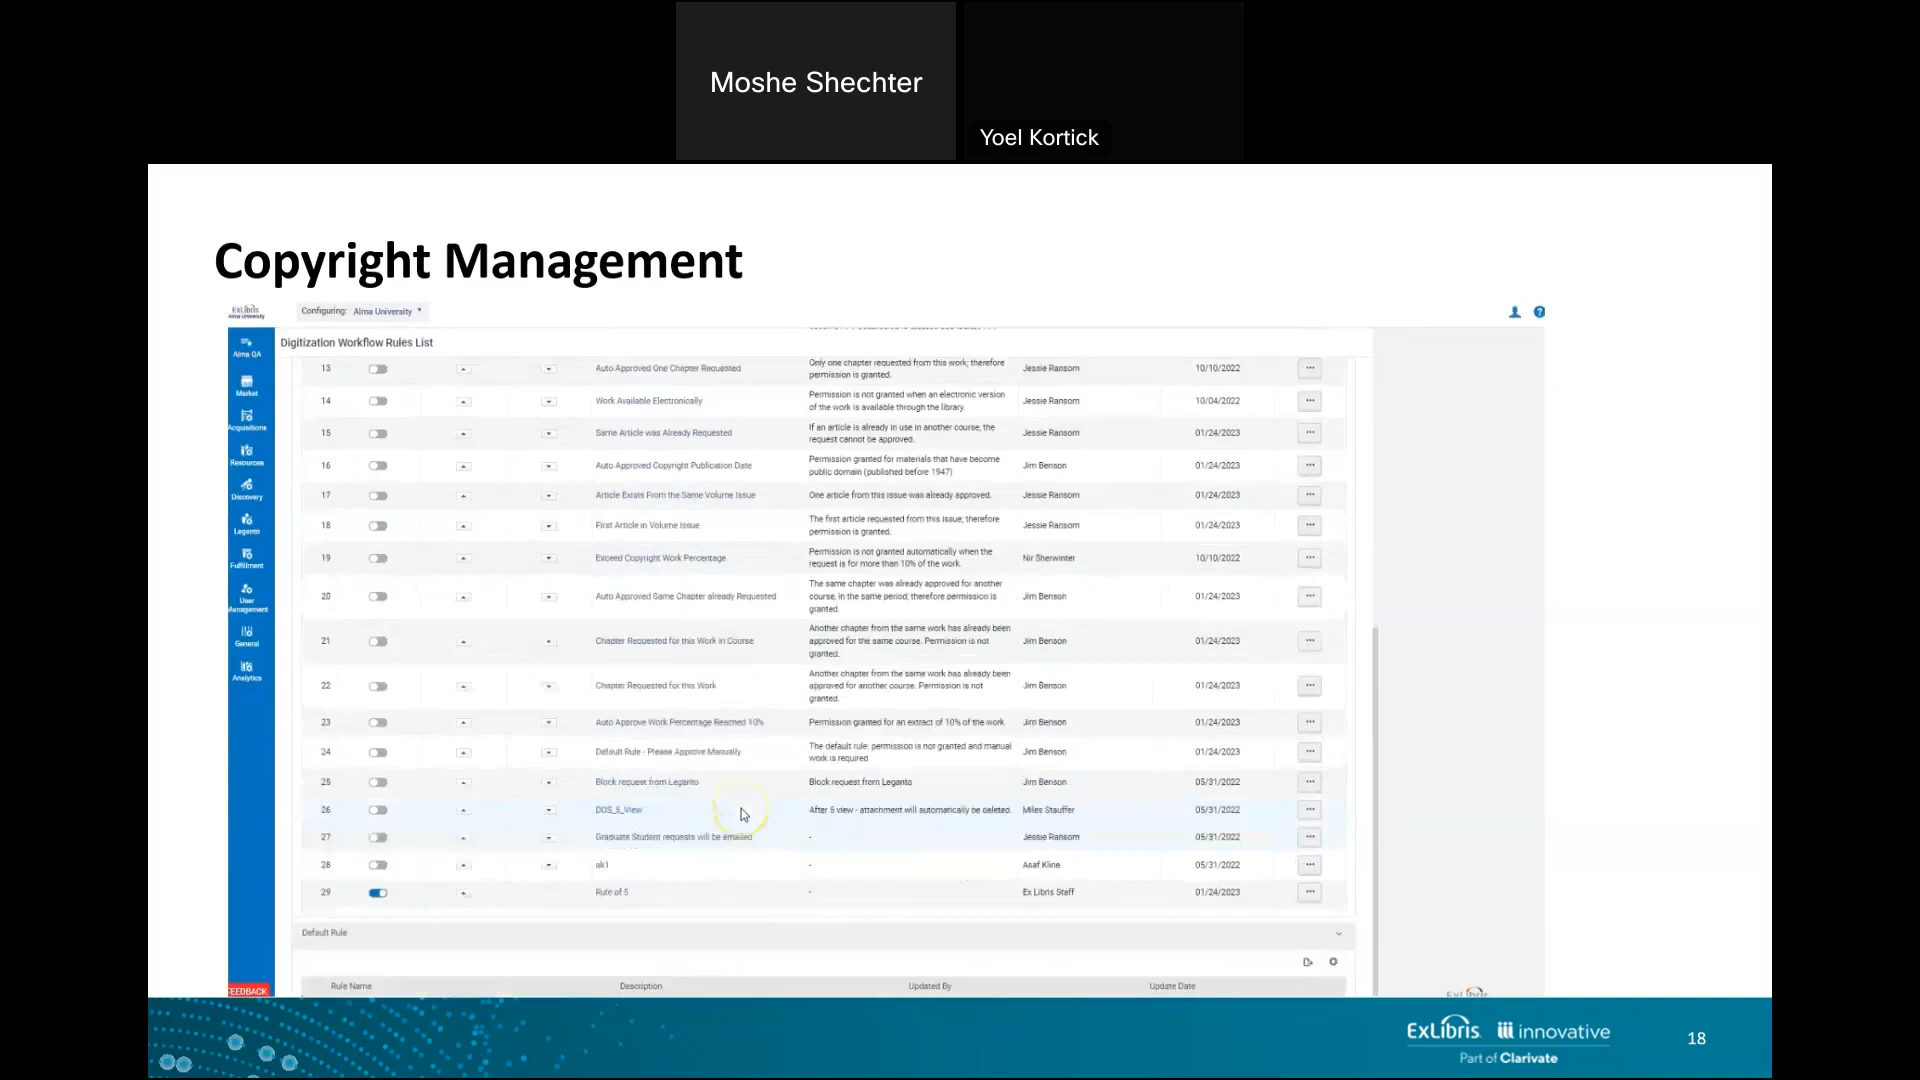 Moshe Shechter
Yoel Kortick
Copyright Management
ExLibris
Alma University
Configuring: Alma University
Digitization Workflow Rules List
Alma QA
Market
Acquisitions
Resources
Discovery
Leganto
Fulfillment
User
Management
General
Analytics
FEEDBACK
13 Auto Approved One Chapter Requested Only one chapter requested from this work; therefore permission is granted. Jessie Ransom 10/10/2022
14 Work Available Electronically Permission is not granted when an electronic version of the work is available through the library Jessie Ransom 10/04/2022
15 Same Article was Already Requested If an article is already in use in another course, the request cannot be approved. Jessie Ransom 01/24/2023
16 Auto Approved Copyright Publication Date Permission granted for materials that have become public domain (published before 1947) Jim Benson 01/24/2023
17 Article Exists From the Same Volume Issue One article from this issue was already approved. Jessie Ransom 01/24/2023
18 First Article in Volume Issue The first article requested from this issue; therefore permission is granted. Jessie Ransom 01/24/2023
19 Exceed Copyright Work Percentage Permission is not granted automatically when the request is for more than 10% of the work. Nir Sherwinter 10/10/2022
20 Auto Approved Same Chapter already Requested The same chapter was already approved for another course, in the same period; therefore permission is granted. Jim Benson 01/24/2023
21 Chapter Requested for this Work in Course Another chapter from the same work has already been approved for the same course. Permission is not granted. Jim Benson 01/24/2023
22 Chapter Requested for this Work Another chapter from the same work has already been approved for another course. Permission is not granted. Jim Benson 01/24/2023
23 Auto Approve Work Percentage Reached 10% Permission granted for an extract of 10% of the work. Jim Benson 01/24/2023
24 Default Rule - Please Approve Manually The default rule: permission is not granted and manual work is required Jim Benson 01/24/2023
25 Block request from Leganto Block request from Leganto Jim Benson 05/31/2022
26 DDS_5_View After 5 view - attachment will automatically be deleted. Miles Stauffer 05/31/2022
27 Graduate Student requests will be emailed - Jessie Ransom 05/31/2022
28 ak1 - Asaf Kline 05/31/2022
29 Rule of 5 - Ex Libris Staff 01/24/2023
Default Rule
Rule Name Description Updated By Update Date
ExLibris
ExLibris iii innovative
Part of Clarivate
18